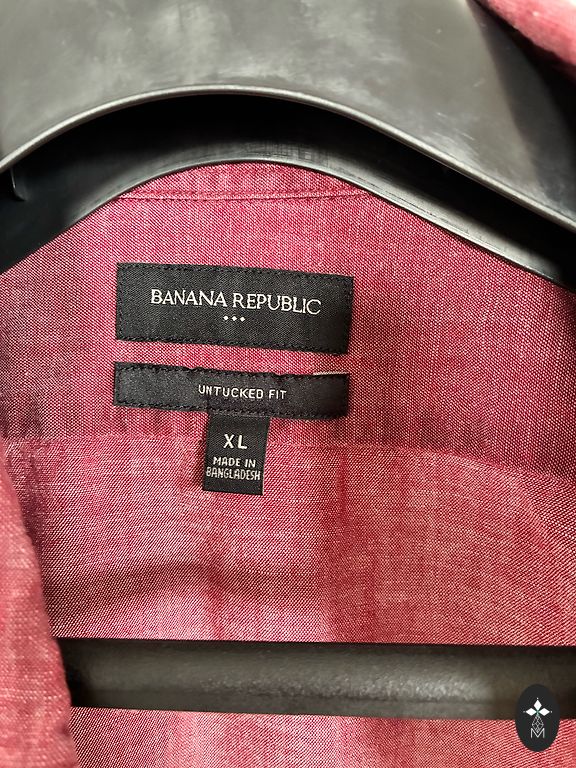 BANANA REPUBLIC
UNTUCKED FIT
XL
MADE IN
BANGLADESH
M